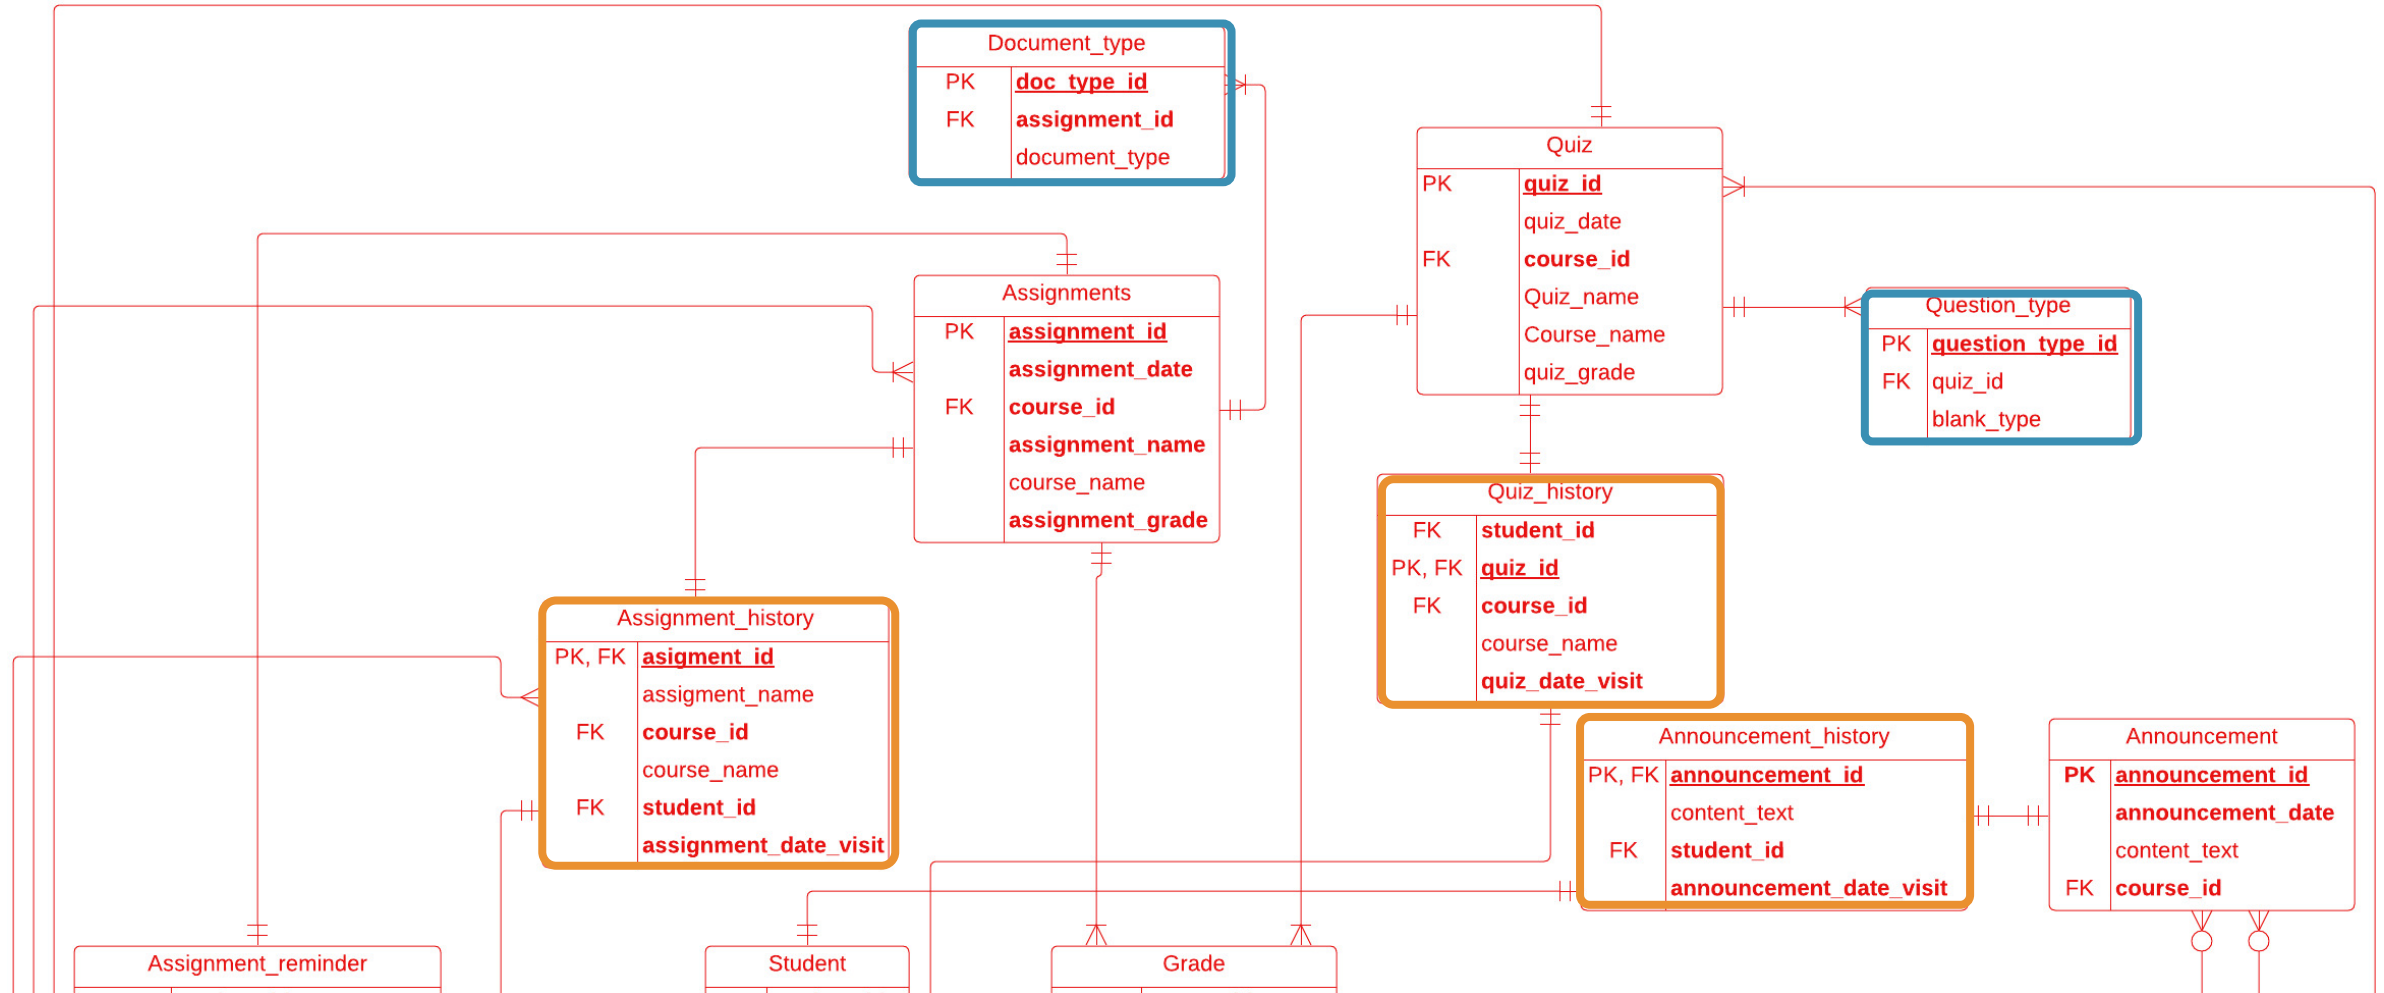 Document_type
PK doc_type_id
FK assignment_id
document_type
Quiz
PK quiz_id
quiz_date
FK course_id
Quiz_name
Course_name
quiz_grade
Assignments
PK assignment_id
assignment_date
FK course_id
assignment_name
course_name
assignment_grade
Question_type
PK question_type_id
FK quiz_id
blank_type
Quiz_history
FK student_id
PK, FK quiz_id
FK course_id
course_name
quiz_date_visit
Assignment_history
PK, FK asigment_id
assigment_name
FK course_id
course_name
FK student_id
assignment_date_visit
Announcement_history
PK, FK announcement_id
content_text
FK student_id
announcement_date_visit
Announcement
PK announcement_id
announcement_date
content_text
FK course_id
Assignment_reminder
Student
Grade